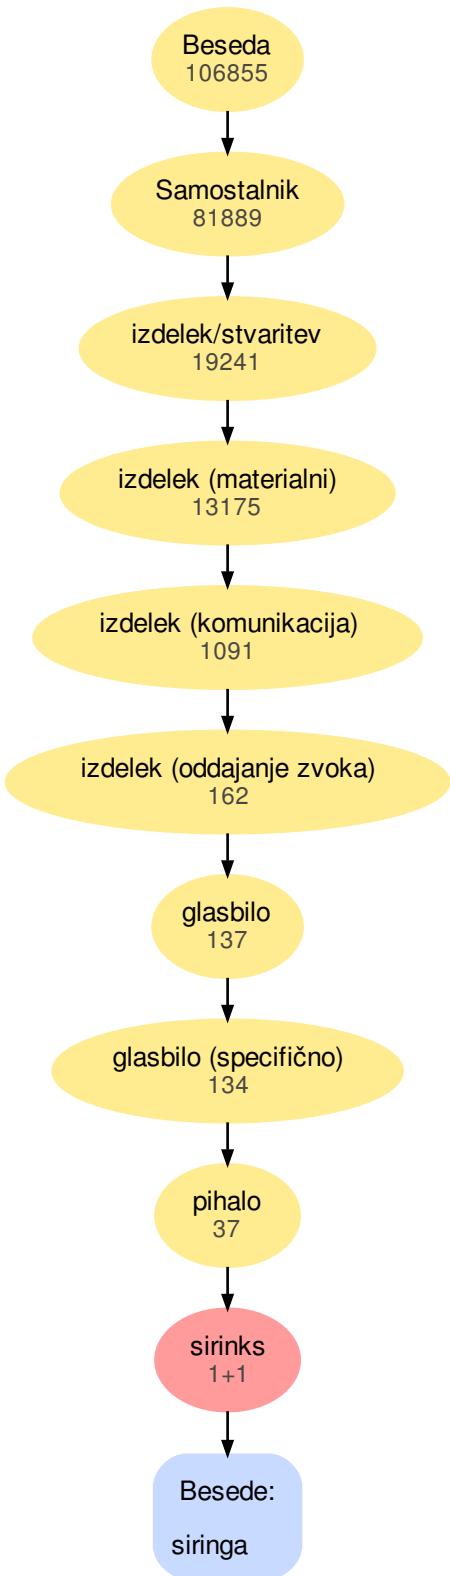 Beseda
106855
Samostalnik
81889
izdelek/stvaritev
19241
izdelek (materialni)
13175
izdelek (komunikacija)
1091
izdelek (oddajanje zvoka)
162
glasbilo
137
glasbilo (specifično)
134
pihalo
37
sirinks
1+1
Besede:
siringa